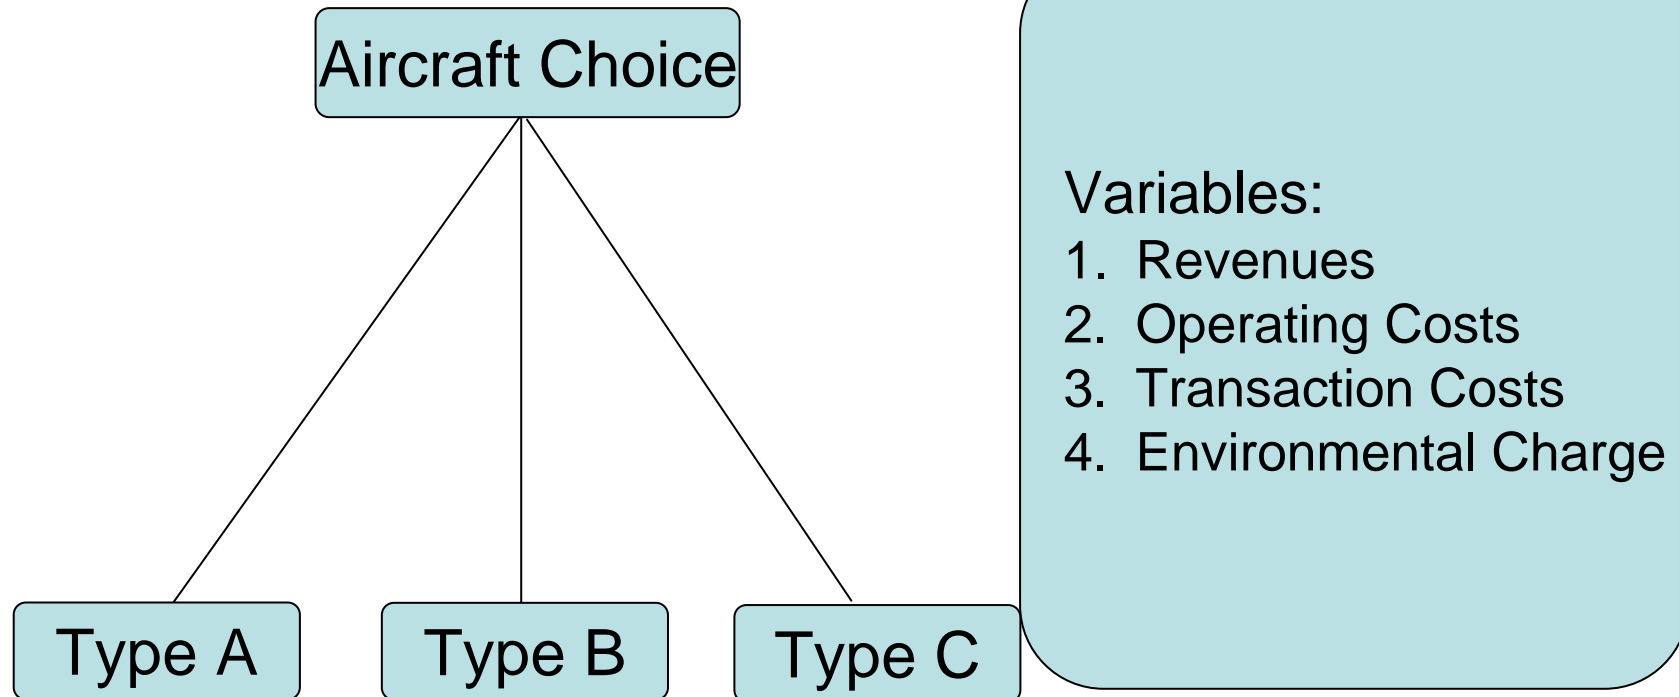 Aircraft Choice
Variables:
1. Revenues
2. Operating Costs
3. Transaction Costs
4. Environmental Charge
Type A
Type B
Type C